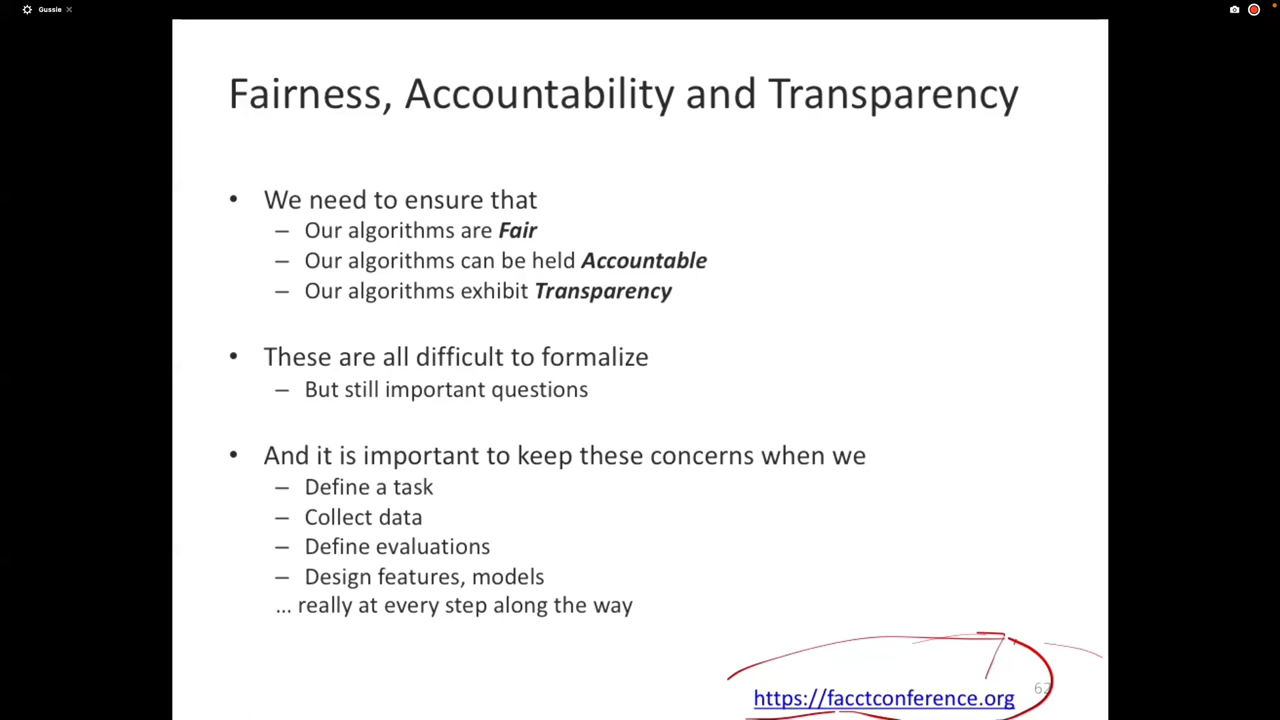 Gussie
Fairness, Accountability and Transparency
• We need to ensure that
– Our algorithms are Fair
– Our algorithms can be held Accountable
– Our algorithms exhibit Transparency
• These are all difficult to formalize
– But still important questions
• And it is important to keep these concerns when we
– Define a task
– Collect data
– Define evaluations
– Design features, models
... really at every step along the way
62
https://facctconference.org